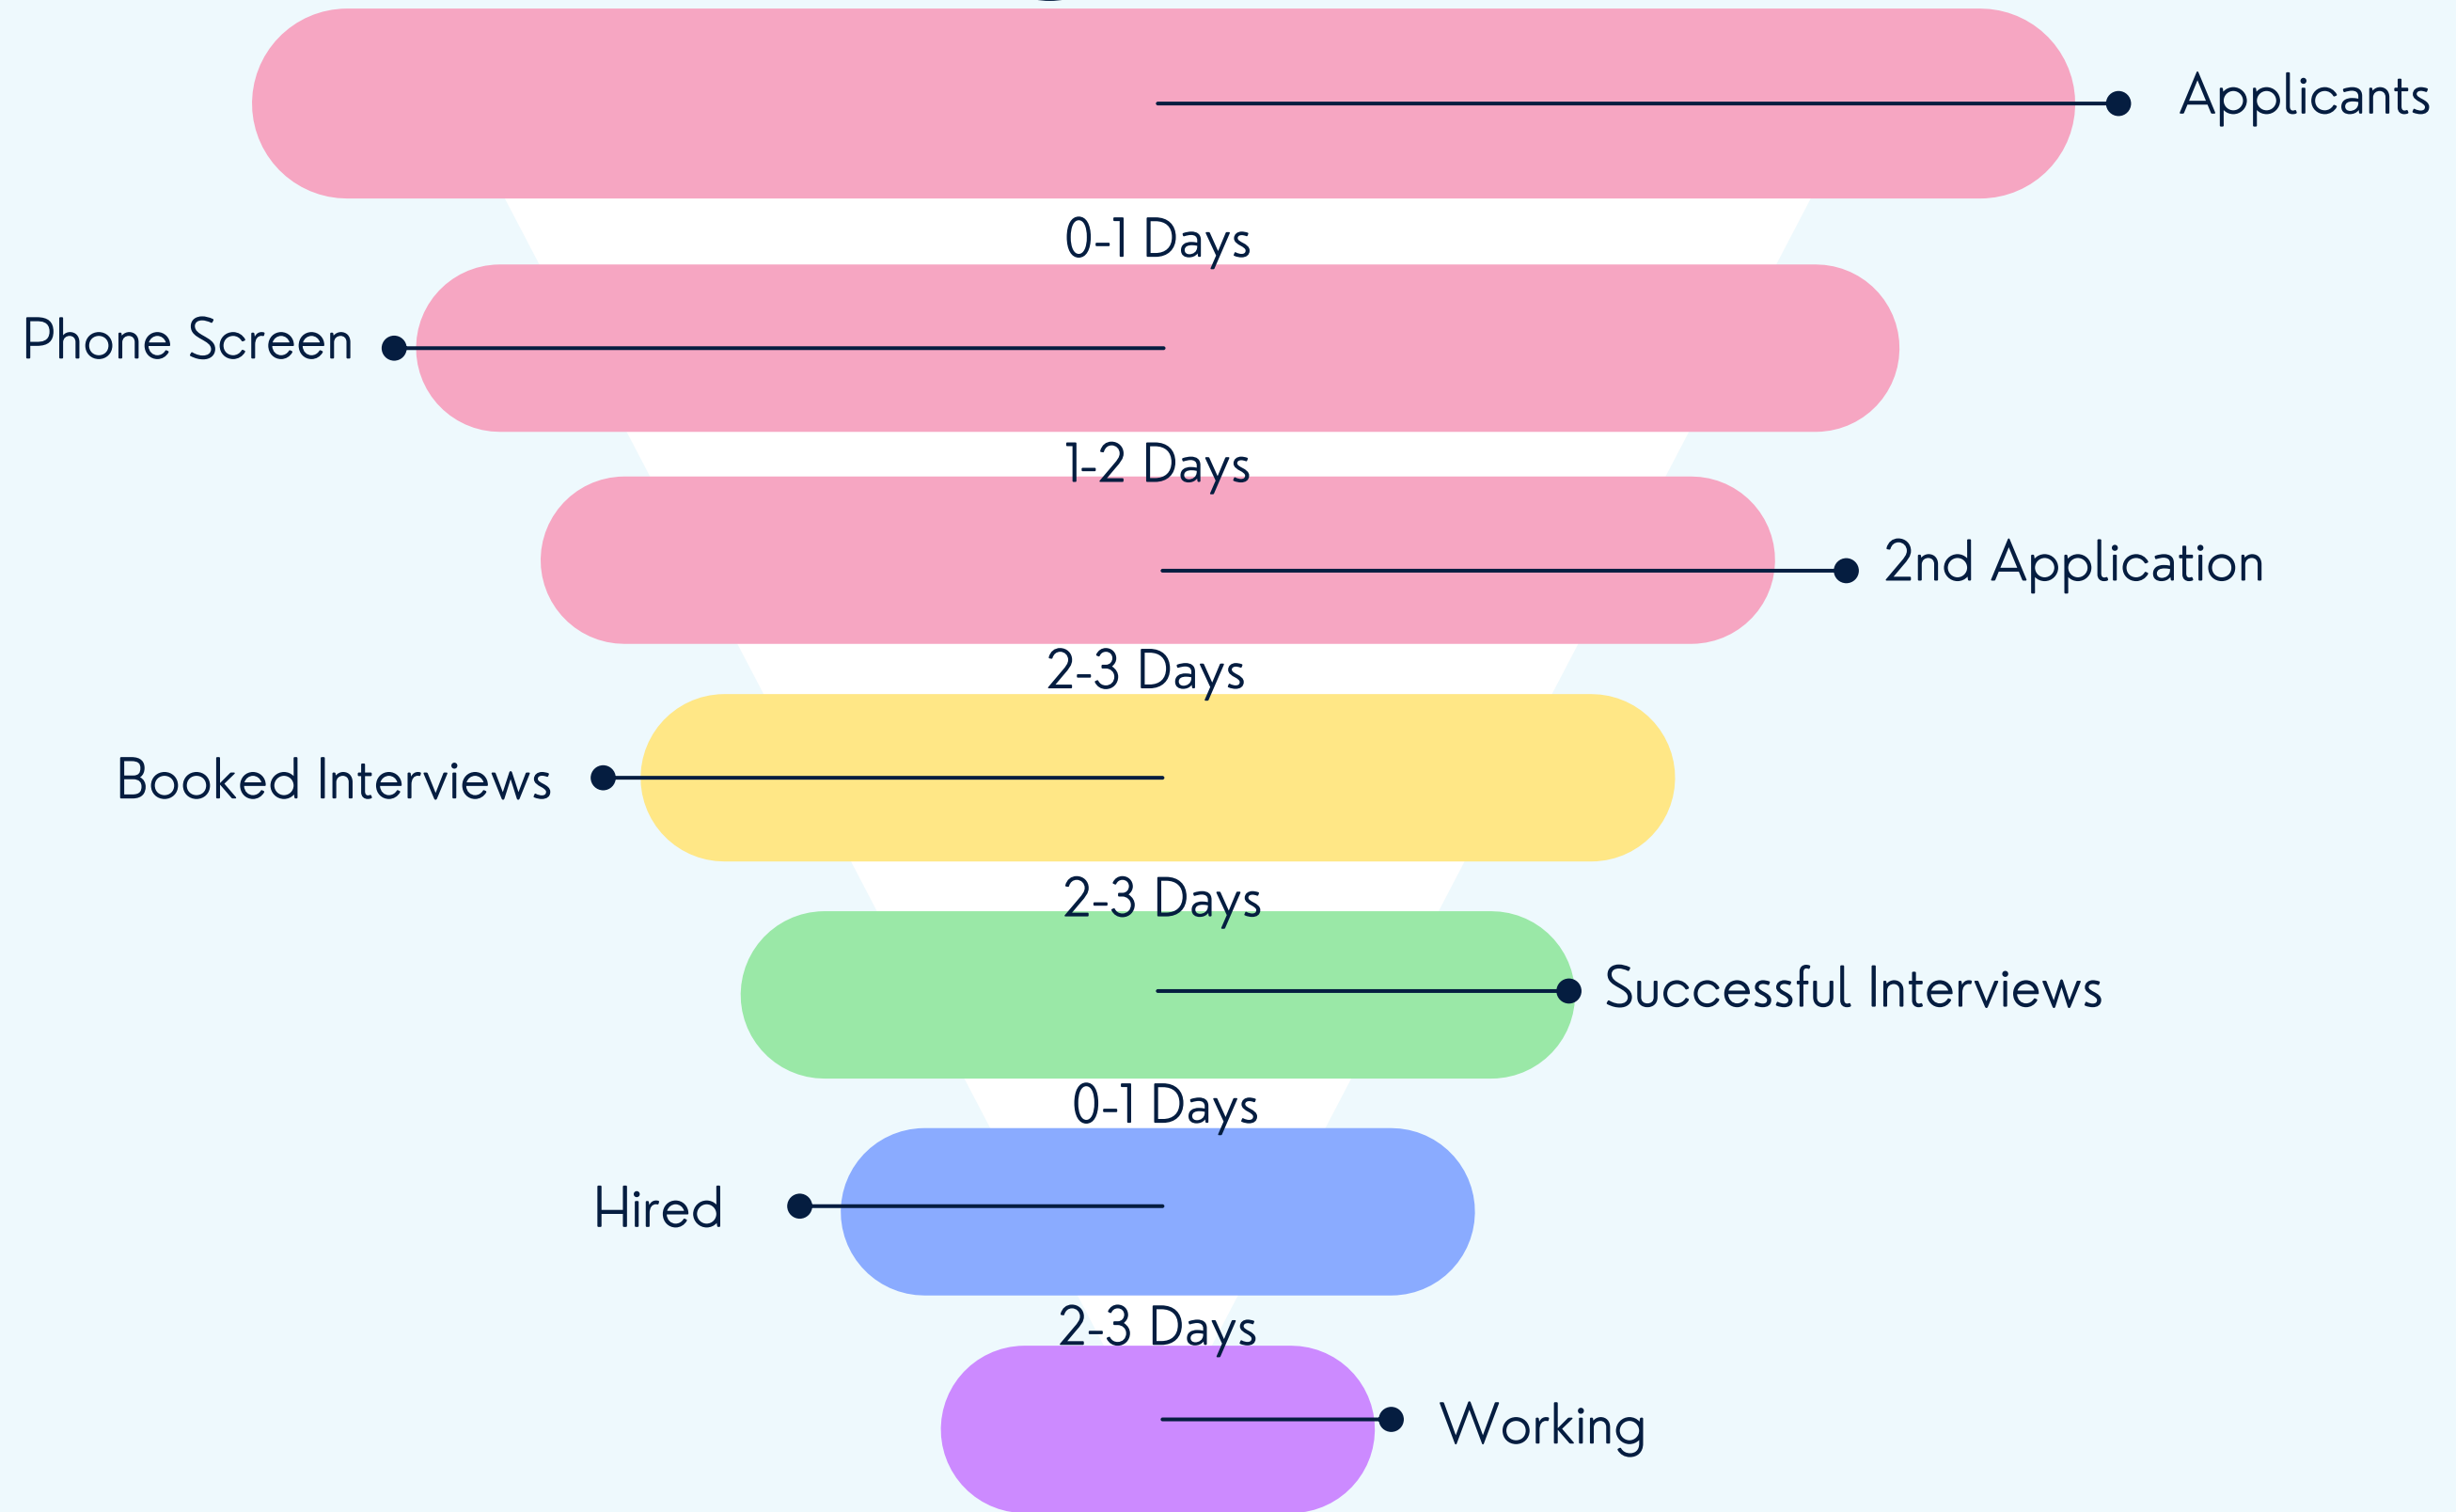 Applicants
0-1 Days
Phone Screen
1-2 Days
2nd Application
2-3 Days
Booked Interviews
2-3 Days
Successful Interviews
0-1 Days
Hired
2-3 Days
Working